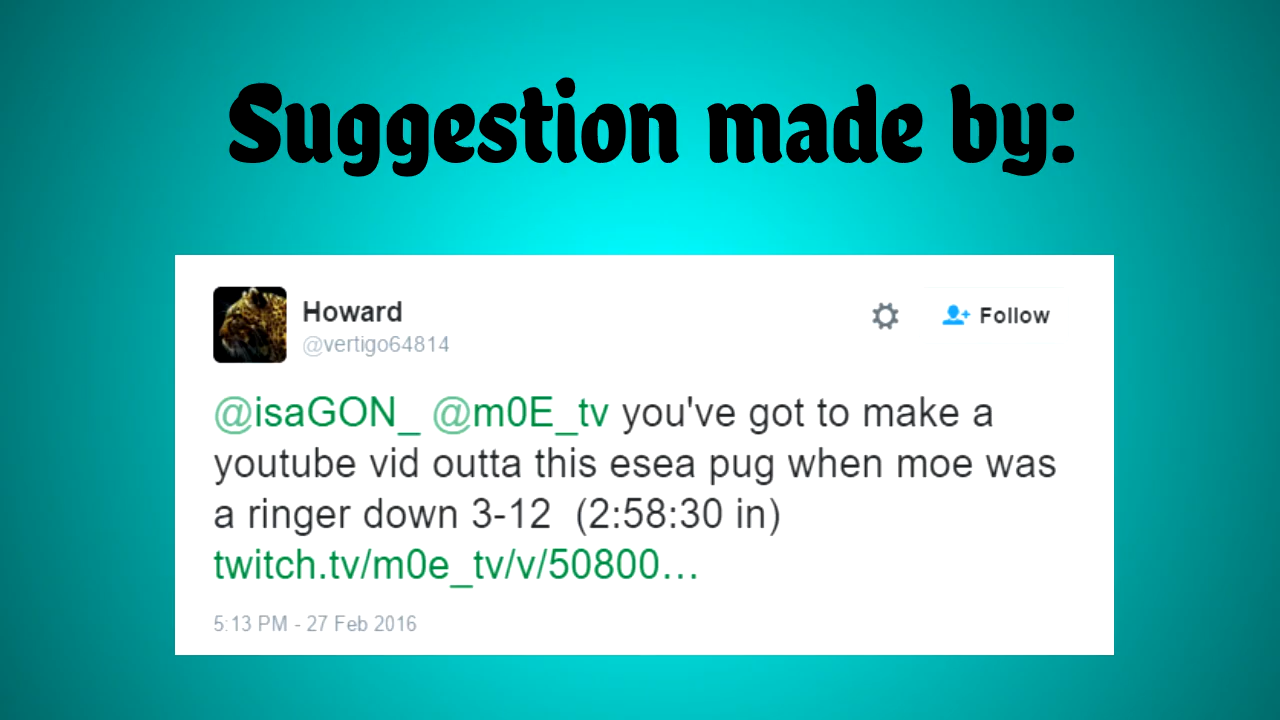 Suggestion made by:
Howard
@vertigo64814
Follow
@isaGON_ @m0E_tv you've got to make a
youtube vid outta this esea pug when moe was
a ringer down 3-12  (2:58:30 in)
twitch.tv/m0e_tv/v/50800…
5:13 PM - 27 Feb 2016